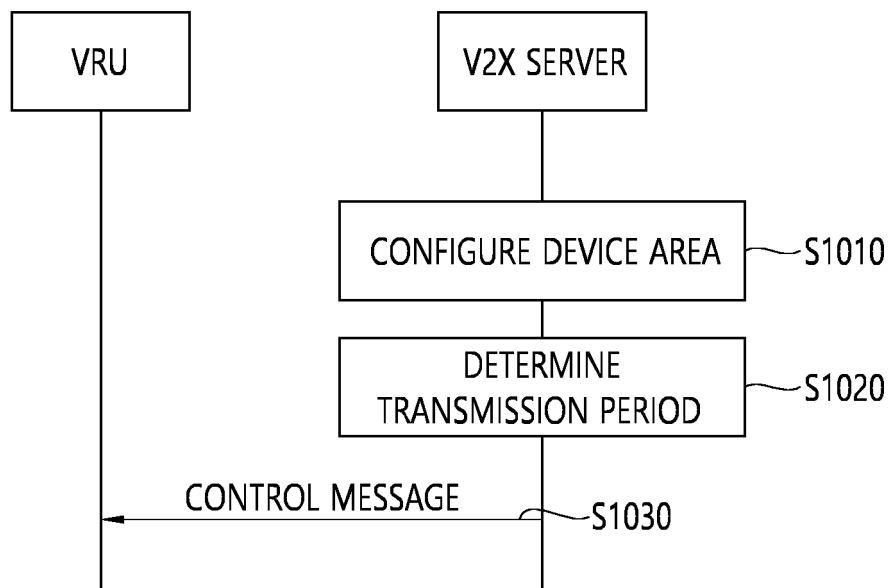 VRU
V2X SERVER
CONFIGURE DEVICE AREA
S1010
DETERMINE
TRANSMISSION PERIOD
S1020
CONTROL MESSAGE
S1030